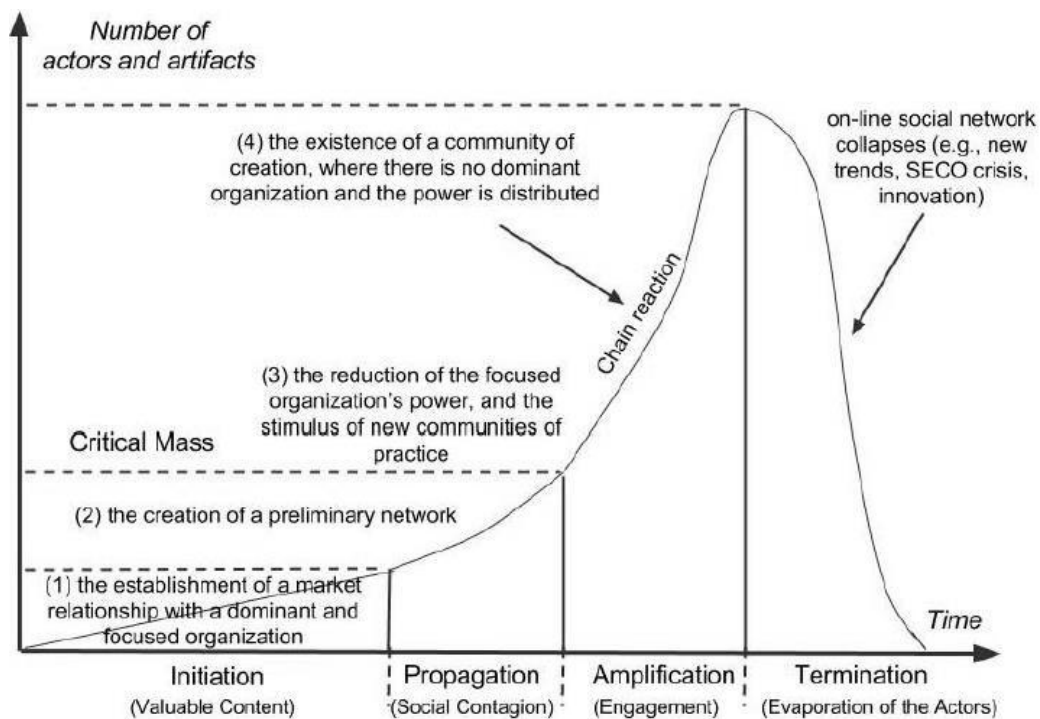 Number of
actors and artifacts
(4) the existence of a community of
creation, where there is no dominant
organization and the power is distributed
on-line social network
collapses (e.g., new
trends, SECO crisis,
innovation)
Chain reaction
(3) the reduction of the focused
organization's power, and the
stimulus of new communities of
practice
Critical Mass
(2) the creation of a preliminary network
(1) the establishment of a market
relationship with a dominant and
focused organization
Time
Initiation
(Valuable Content)
Propagation
(Social Contagion)
Amplification
(Engagement)
Termination
(Evaporation of the Actors)